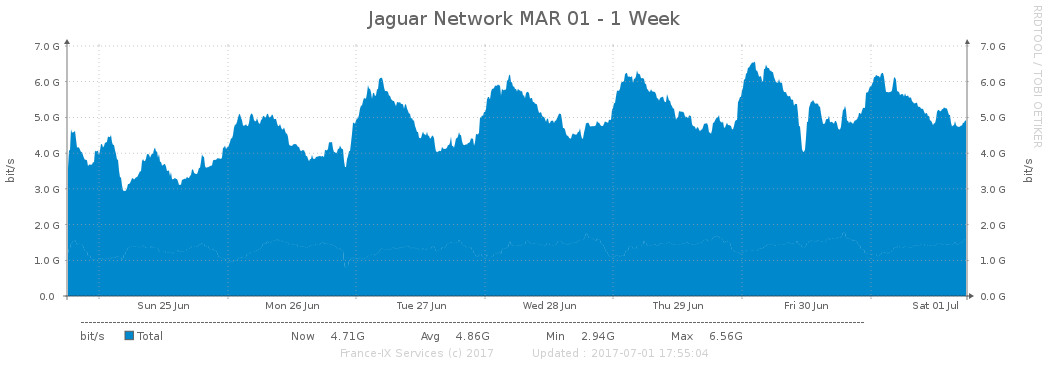 Jaguar Network MAR 01 - 1 Week
RRDTOOL / TOBI OETIKER
bit/s
7.0 G 7.0 G
6.0 G 6.0 G
5.0 G 5.0 G
4.0 G 4.0 G
3.0 G 3.0 G
2.0 G 2.0 G
1.0 G 1.0 G
0.0 0.0 G
bit/s
Sun 25 Jun Mon 26 Jun Tue 27 Jun Wed 28 Jun Thu 29 Jun Fri 30 Jun Sat 01 Jul
bit/s Total Now 4.71G Avg 4.86G Min 2.94G Max 6.56G
France-IX Services (c) 2017 Updated : 2017-07-01 17:55:04